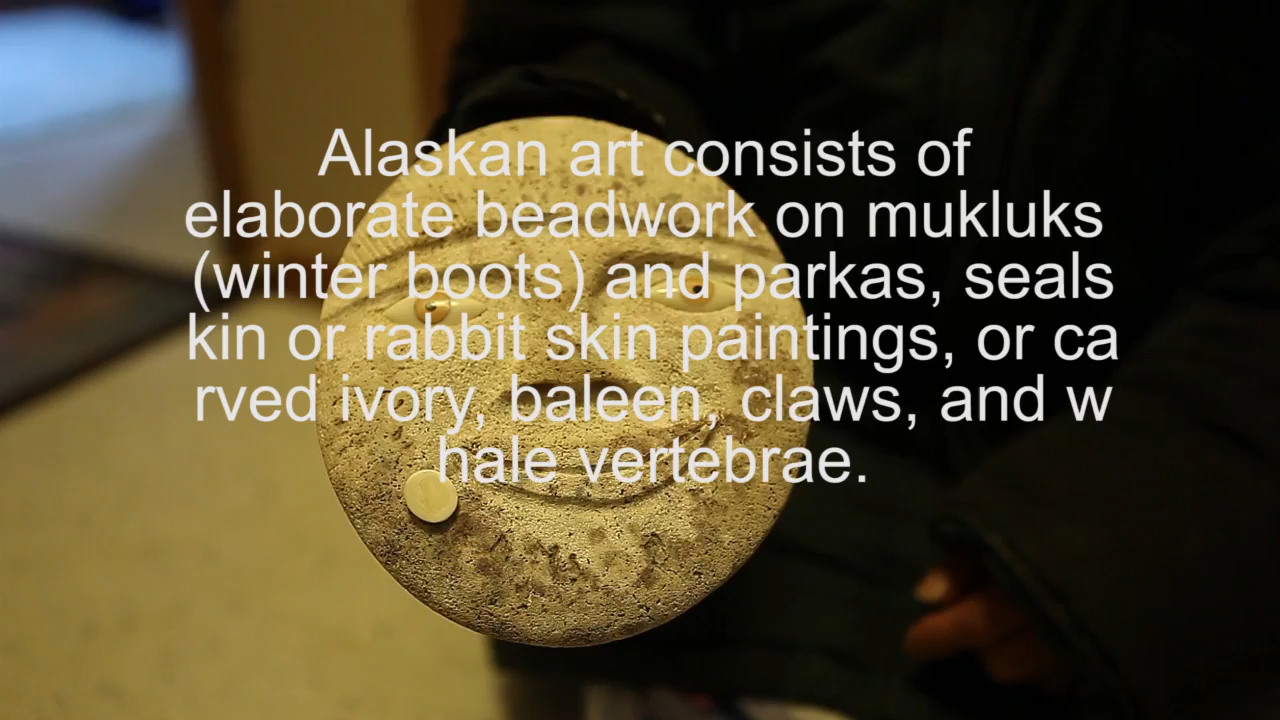 Alaskan art consists of
elaborate beadwork on mukluks
(winter boots) and parkas, seals
kin or rabbit skin paintings, or ca
rved ivory, baleen, claws, and w
hale vertebrae.